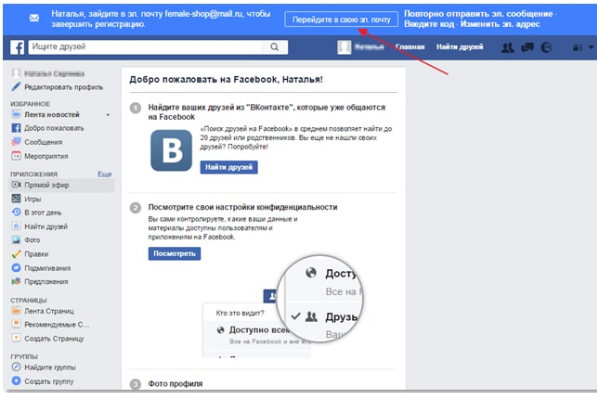 Наталья, зайдите в эл. почту female-shop@mail.ru, чтобы
завершить регистрацию.
Перейдите в свою эл. почту
Повторно отправить эл. сообщение ·
Введите код · Изменить эл. адрес
f
Ищите друзей
Главная
Найти друзей
Редактировать профиль
ИЗБРАННОЕ
Лента новостей
Добро пожаловать
Сообщения
Мероприятия
ПРИЛОЖЕНИЯ
Еще
Прямой эфир
Игры
В этот день
Найти друзей
Фото
Правки
Подмигивания
Предложения
СТРАНИЦЫ
Лента Страниц
Рекомендуемые С...
Создать Страницу
ГРУППЫ
Найдите группы
Создать группу
Добро пожаловать на Facebook, Наталья!
1 Найдите ваших друзей из "ВКонтакте", которые уже общаются
на Facebook
В
«Поиск друзей на Facebook» в среднем позволяет найти до
20 друзей или родственников. Вы еще не нашли своих
друзей? Попробуйте!
Найти друзей
2 Посмотрите свои настройки конфиденциальности
Вы сами контролируете, какие ваши данные и
материалы доступны пользователям и
приложениям на Facebook.
Посмотреть
Кто это видит?
Доступно всем
Все на Facebook и вне его
Досту
Все на F
Друзь
Ваш
3 Фото профиля